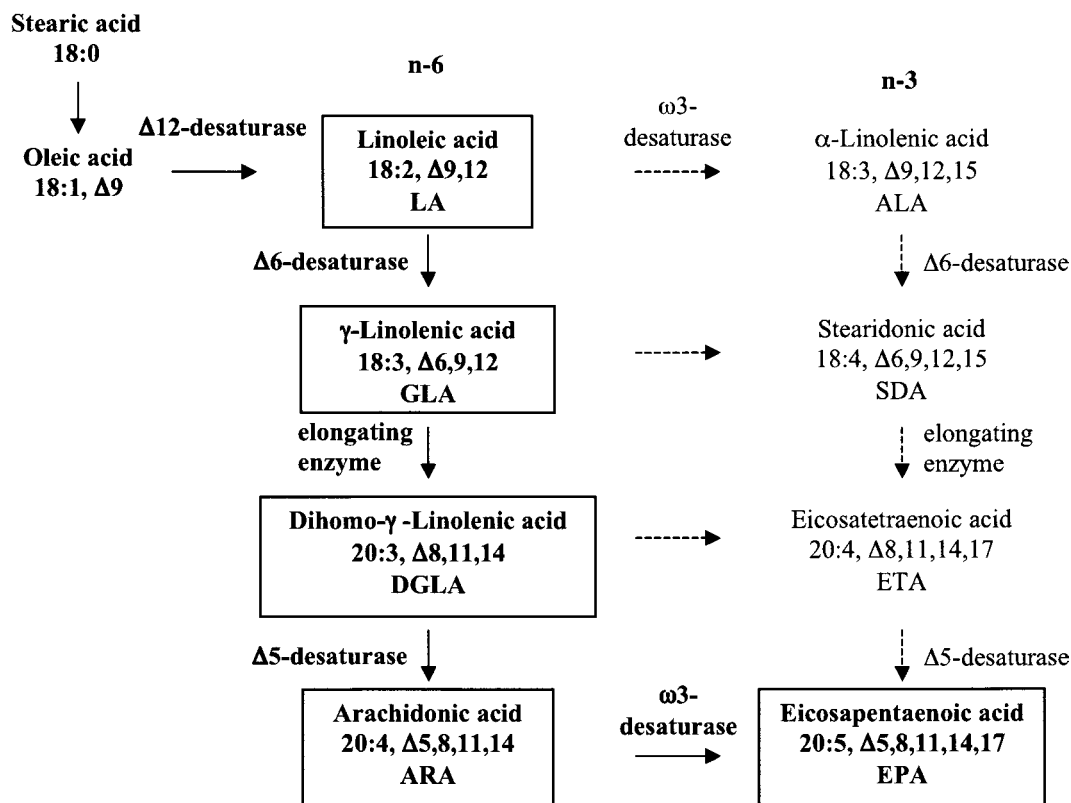 Stearic acid
18:0
n-6
n-3
Δ12-desaturase
ω3-
desaturase
Oleic acid
18:1, Δ9
Linoleic acid
18:2, Δ9,12
LA
α-Linolenic acid
18:3, Δ9,12,15
ALA
Δ6-desaturase
Δ6-desaturase
γ-Linolenic acid
18:3, Δ6,9,12
GLA
Stearidonic acid
18:4, Δ6,9,12,15
SDA
elongating
enzyme
elongating
enzyme
Dihomo-γ -Linolenic acid
20:3, Δ8,11,14
DGLA
Eicosatetraenoic acid
20:4, Δ8,11,14,17
ETA
Δ5-desaturase
Δ5-desaturase
Arachidonic acid
20:4, Δ5,8,11,14
ARA
ω3-
desaturase
Eicosapentaenoic acid
20:5, Δ5,8,11,14,17
EPA